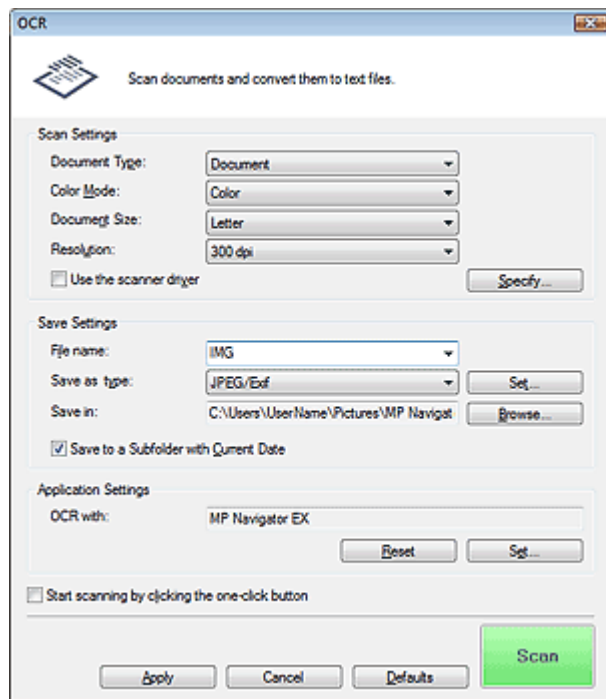 OCR
Scan documents and convert them to text files.
Scan Settings
Document Type: Document
Color Mode: Color
Document Size: Letter
Resolution: 300 dpi
Use the scanner driver Specify...
Save Settings
File name: IMG
Save as type: JPEG/Exif Set...
Save in: C:\Users\UserName\Pictures\MP Navigat Browse...
Save to a Subfolder with Current Date
Application Settings
OCR with: MP Navigator EX
Reset Set...
Start scanning by clicking the one-click button
Scan
Apply Cancel Defaults